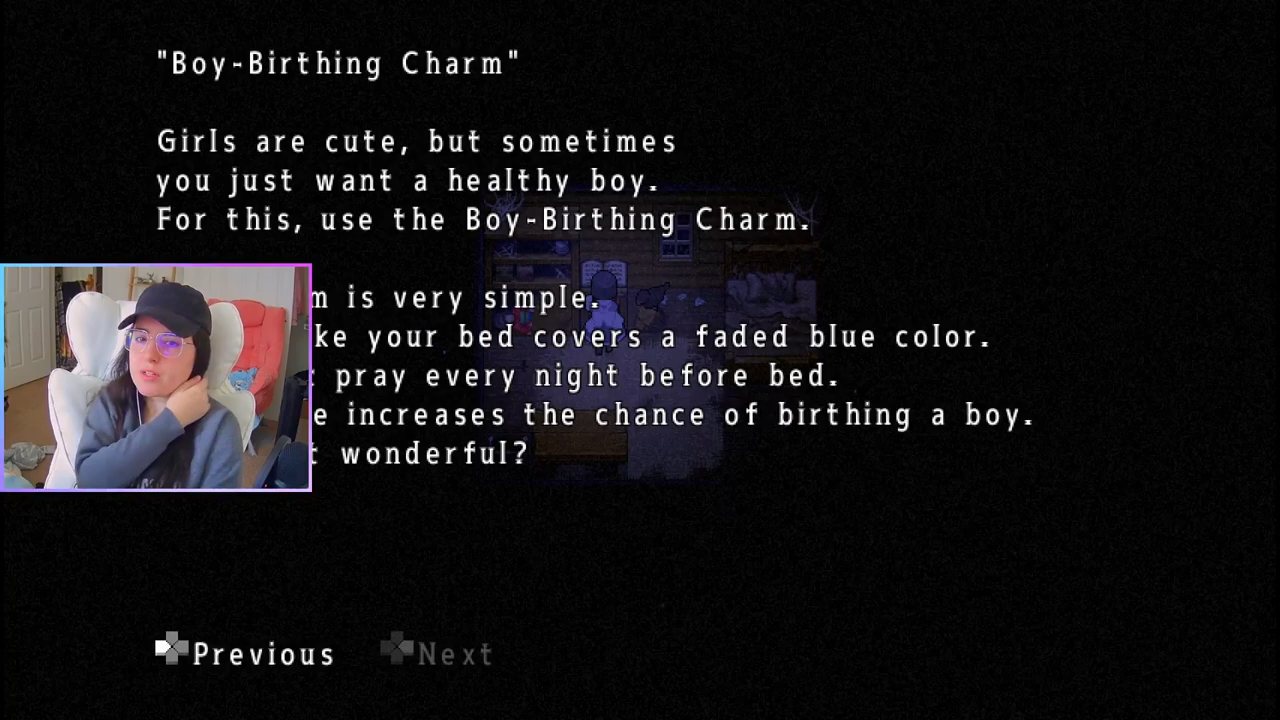 "Boy-Birthing Charm"
Girls are cute, but sometimes
you just want a healthy boy.
For this, use the Boy-Birthing Charm.
is very simple.
your bed covers a faded blue color.
pray every night before bed.
increases the chance of birthing a boy.
wonderful?
Previous
Next